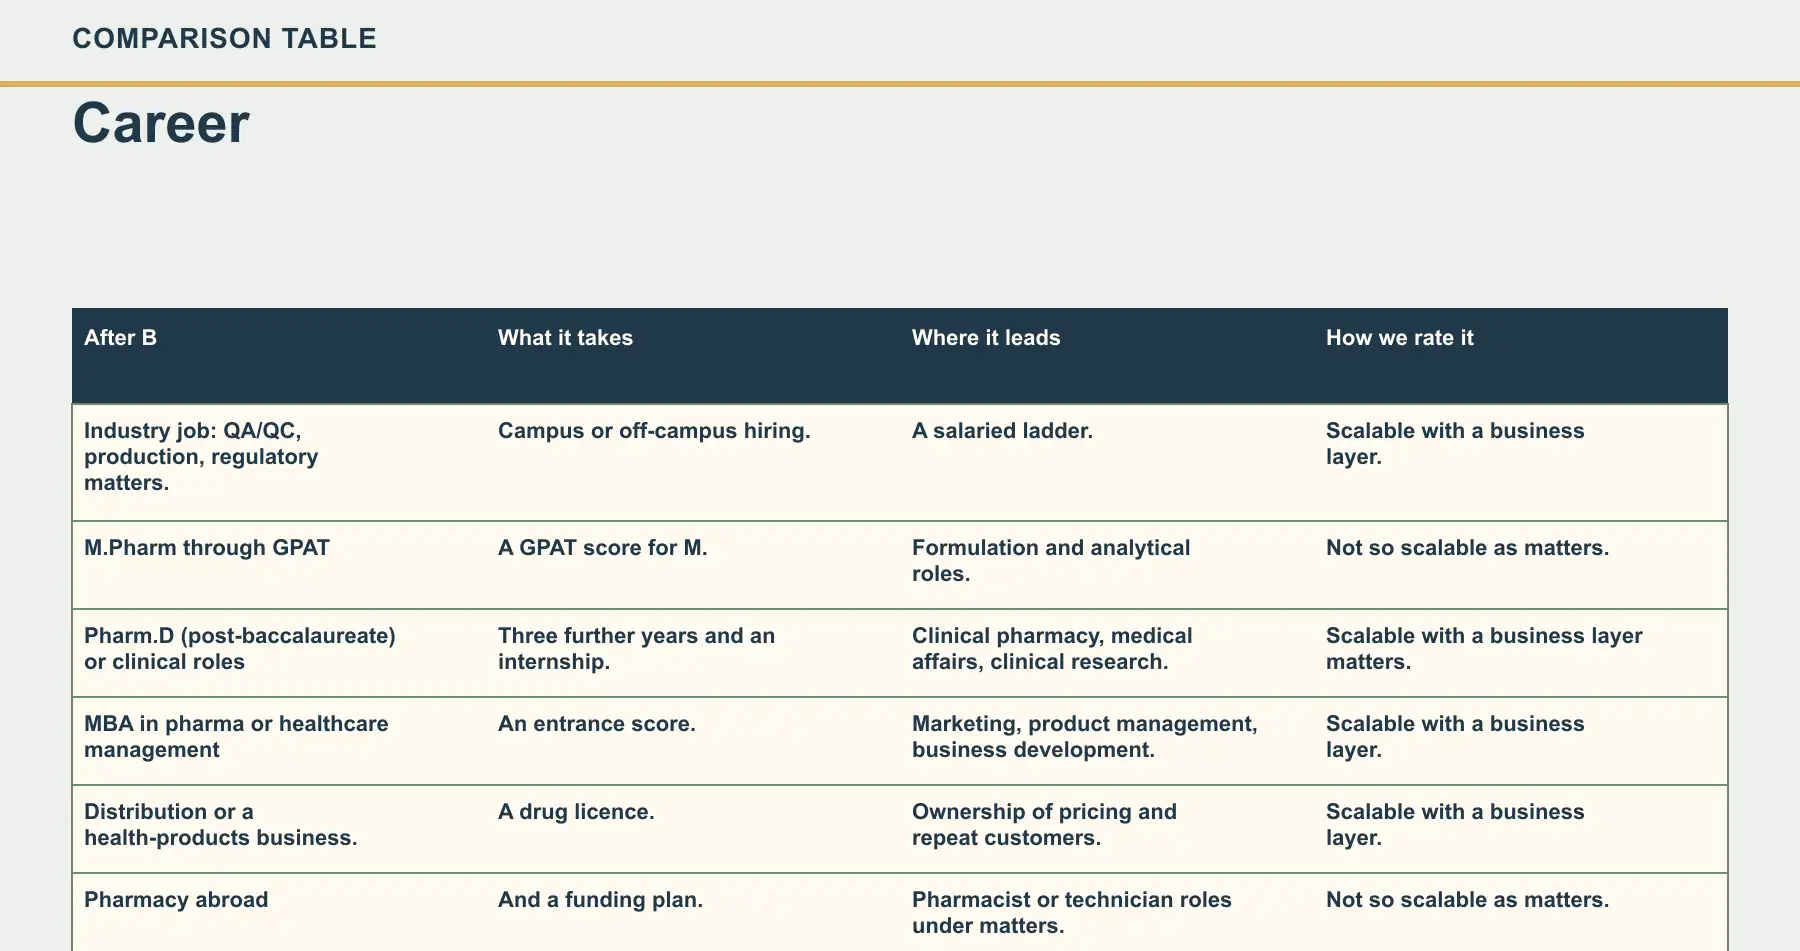 COMPARISON TABLE
Career
After B
What it takes
Where it leads
How we rate it
Industry job: QA/QC,
production, regulatory
matters.
Campus or off-campus hiring.
A salaried ladder.
Scalable with a business
layer.
M.Pharm through GPAT
A GPAT score for M.
Formulation and analytical
roles.
Not so scalable as matters.
Pharm.D (post-baccalaureate)
or clinical roles
Three further years and an
internship.
Clinical pharmacy, medical
affairs, clinical research.
Scalable with a business layer
matters.
MBA in pharma or healthcare
management
An entrance score.
Marketing, product management,
business development.
Scalable with a business
layer.
Distribution or a
health-products business.
A drug licence.
Ownership of pricing and
repeat customers.
Scalable with a business
layer.
Pharmacy abroad
And a funding plan.
Pharmacist or technician roles
under matters.
Not so scalable as matters.